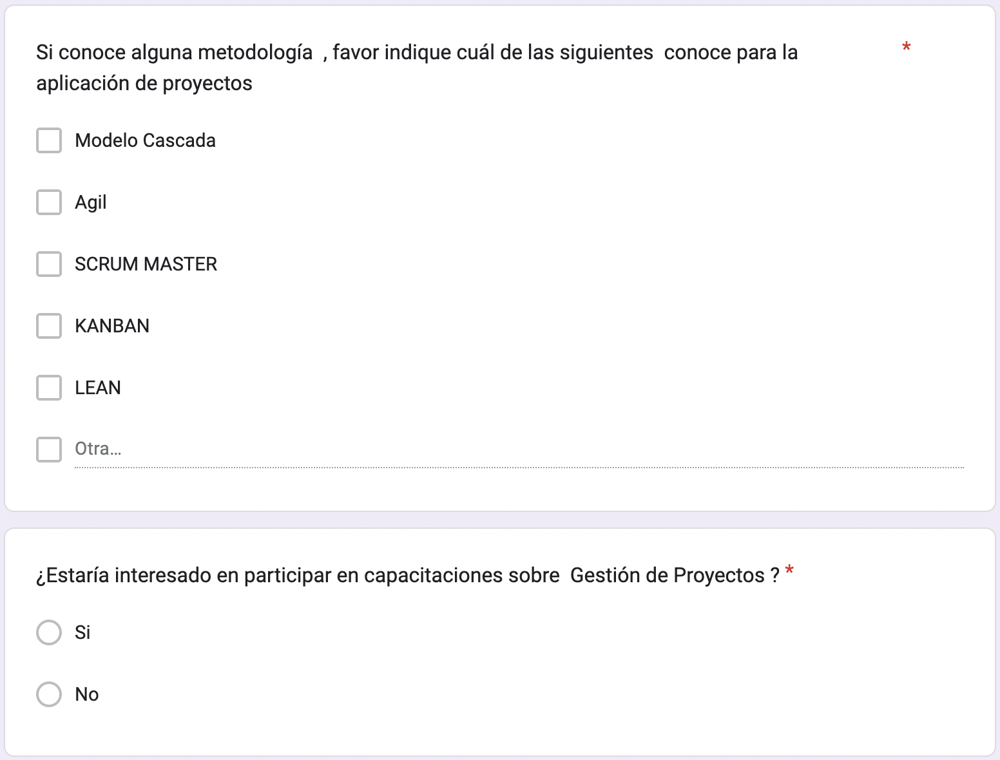 Si conoce alguna metodología  , favor indique cuál de las siguientes  conoce para la *
aplicación de proyectos
Modelo Cascada
Agil
SCRUM MASTER
KANBAN
LEAN
Otra...
¿Estaría interesado en participar en capacitaciones sobre  Gestión de Proyectos ? *
Si
No